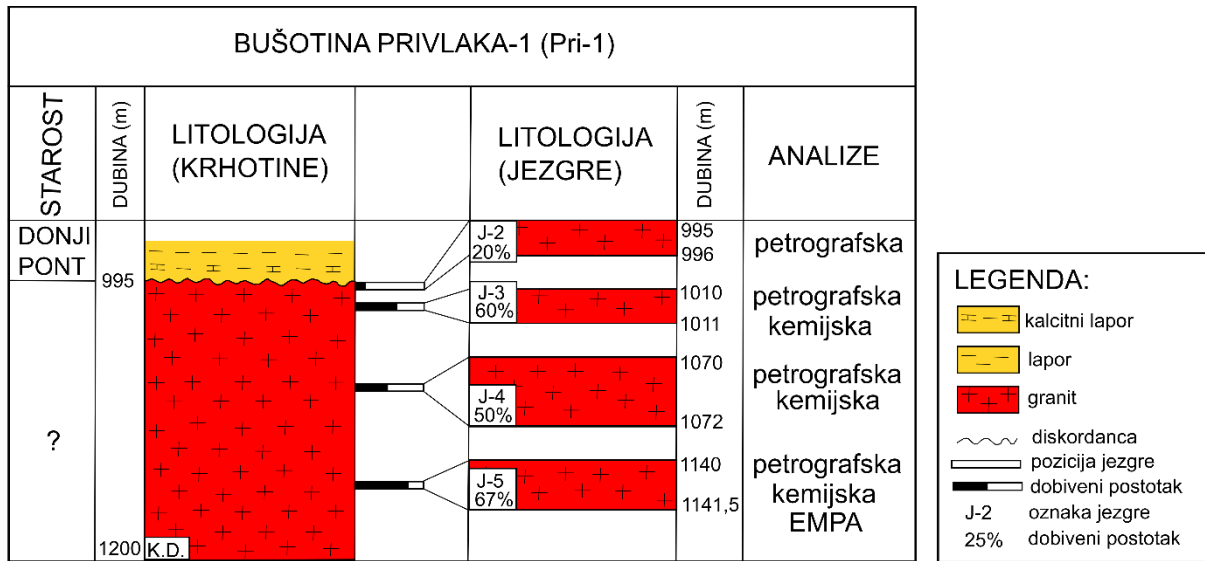 BUŠOTINA PRIVLAKA-1 (Pri-1)
STAROST
DUBINA (m)
LITOLOGIJA
(KRHOTINE)
LITOLOGIJA
(JEZGRE)
DUBINA (m)
ANALIZE
DONJI
PONT
995
?
1200
K.D.
J-2
20%
995
996
petrografska
J-3
60%
1010
1011
petrografska
kemijska
J-4
50%
1070
1072
petrografska
kemijska
J-5
67%
1140
1141,5
petrografska
kemijska
EMPA
LEGENDA:
kalcitni lapor
lapor
granit
diskordanca
pozicija jezgre
dobiveni postotak
J-2 oznaka jezgre
25% dobiveni postotak